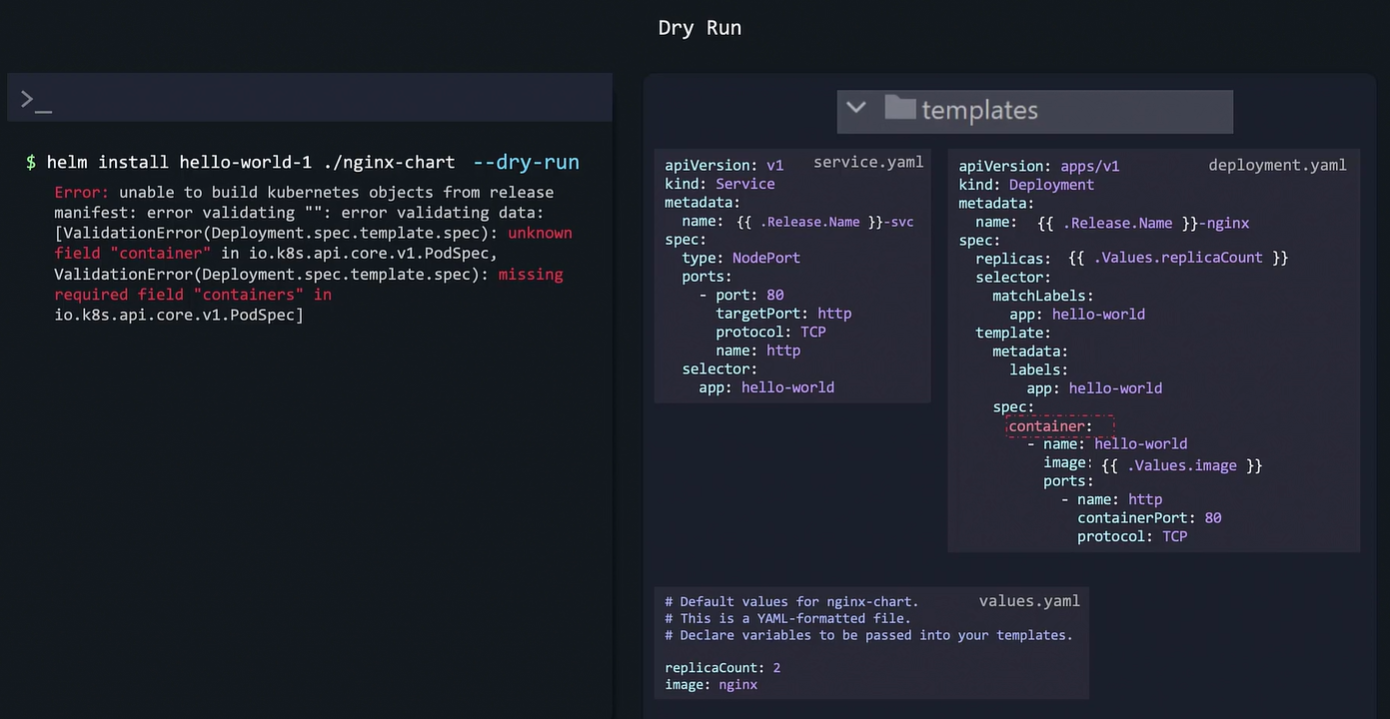 Dry Run
>_
$ helm install hello-world-1 ./nginx-chart --dry-run
Error: unable to build kubernetes objects from release
manifest: error validating "": error validating data:
[ValidationError(Deployment.spec.template.spec): unknown
field "container" in io.k8s.api.core.v1.PodSpec,
ValidationError(Deployment.spec.template.spec): missing
required field "containers" in
io.k8s.api.core.v1.PodSpec]
templates
service.yaml
apiVersion: v1
kind: Service
metadata:
  name: {{ .Release.Name }}-svc
spec:
  type: NodePort
  ports:
    - port: 80
      targetPort: http
      protocol: TCP
      name: http
  selector:
    app: hello-world
deployment.yaml
apiVersion: apps/v1
kind: Deployment
metadata:
  name: {{ .Release.Name }}-nginx
spec:
  replicas: {{ .Values.replicaCount }}
  selector:
    matchLabels:
      app: hello-world
  template:
    metadata:
      labels:
        app: hello-world
    spec:
      container:
        - name: hello-world
          image: {{ .Values.image }}
          ports:
            - name: http
              containerPort: 80
              protocol: TCP
values.yaml
# Default values for nginx-chart.
# This is a YAML-formatted file.
# Declare variables to be passed into your templates.
replicaCount: 2
image: nginx